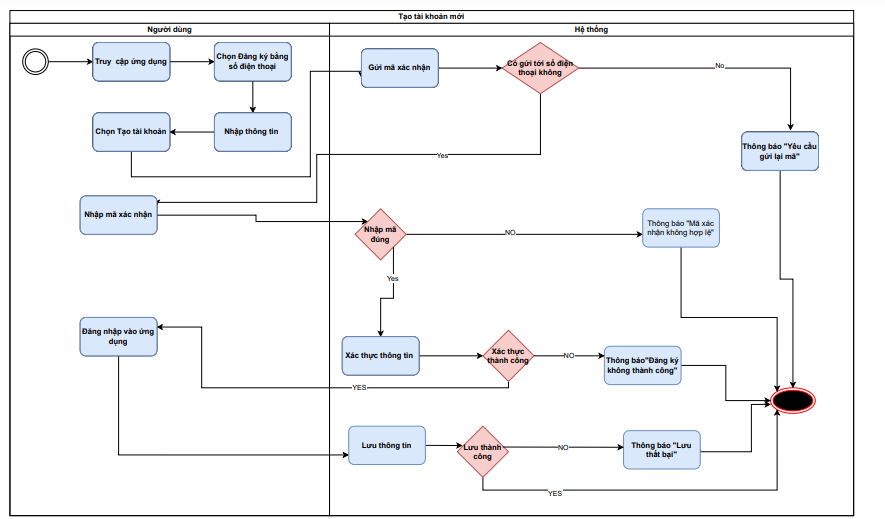 Tạo tài khoản mới
Người dùng
Hệ thống
Truy cập ứng dụng
Chọn Đăng ký bằng
số điện thoại
Gửi mã xác nhận
Có gửi tới số điện
thoại không
No
Chọn Tạo tài khoản
Nhập thông tin
Thông báo "Yêu cầu
gửi lại mã"
Yes
Nhập mã xác nhận
Nhập mã
đúng
NO
Thông báo "Mã xác
nhận không hợp lệ"
Yes
Đăng nhập vào ứng
dụng
Xác thực thông tin
Xác thực
thành công
NO
Thông báo"Đăng ký
không thành công"
YES
Lưu thông tin
Lưu thành
công
NO
Thông báo "Lưu
thất bại"
YES